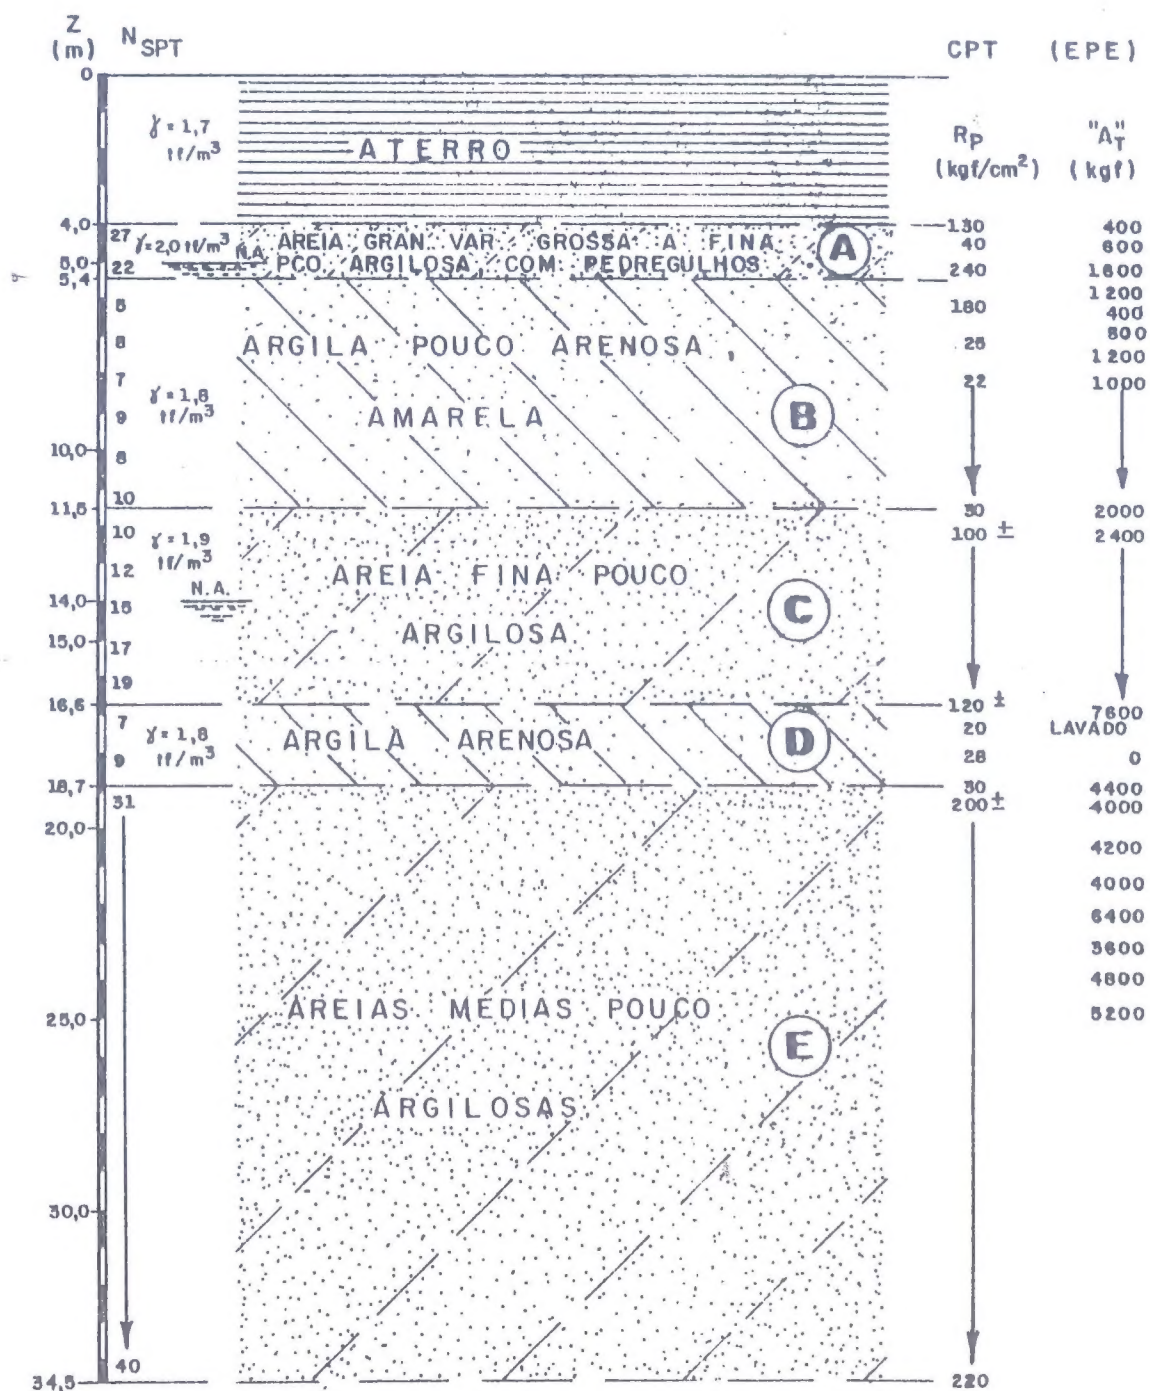 Z
(m)
N SPT
CPT
(EPE)
0
γ = 1,7
tf/m³
ATERRO
Rp
(kgf/cm²)
"A_T"
(kgf)
4,0
130
400
27
γ=2,0 tf/m³
AREIA GRAN VAR GROSSA A FINA
A
40
600
5,0
N.A.
22
PCO ARGILOSA COM PEDREGULHOS
240
1600
5,4
1200
5
180
400
800
8
ARGILA POUCO ARENOSA,
25
1200
7
22
1000
γ = 1,8
tf/m³
9
AMARELA
B
10,0
8
10
11,5
30
2000
10
100 ±
2400
γ = 1,9
tf/m³
12
AREIA FINA POUCO
N.A.
14,0
15
C
15,0
ARGILOSA
17
19
16,6
120 ±
7600
7
20
LAVADO
γ = 1,8
tf/m³
ARGILA ARENOSA
D
9
28
0
18,7
30
4400
31
200 ±
4000
20,0
4200
4000
6400
3600
4800
25,0
AREIAS MEDIAS POUCO
5200
E
ARGILOSAS
30,0
40
34,5
220